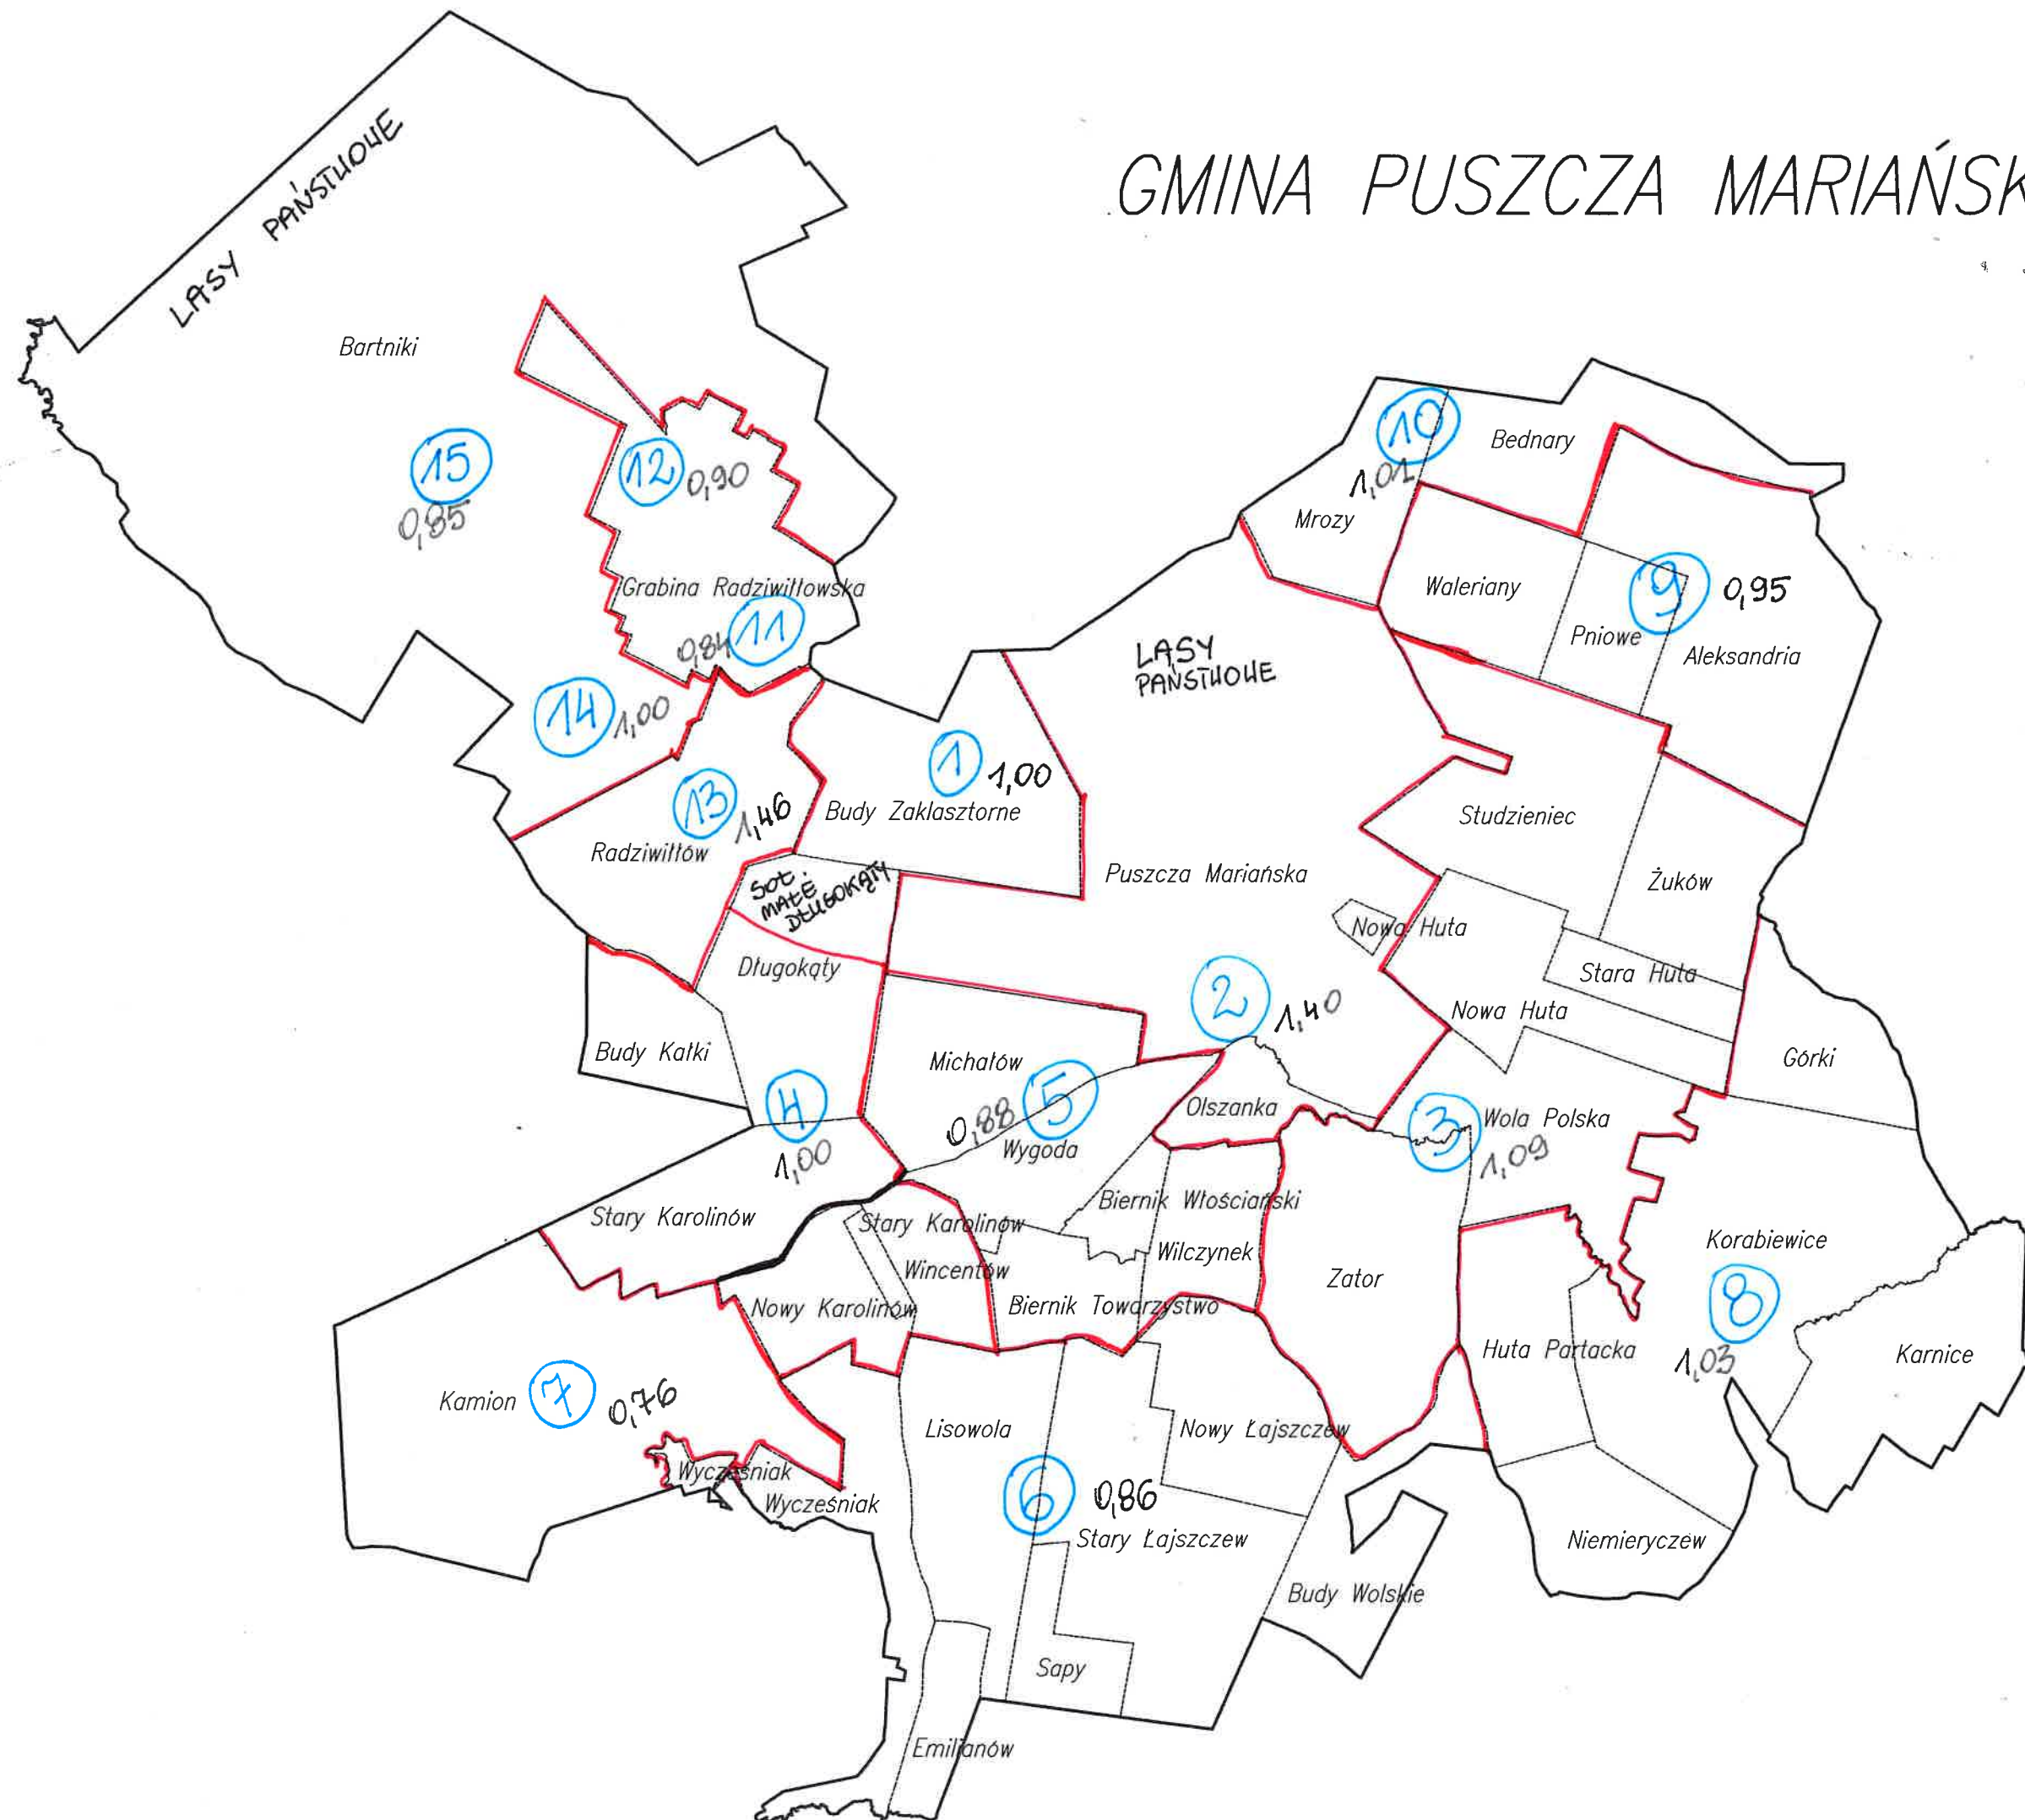 GMINA PUSZCZA MARIAŃSK
LASY PAŃSTWOWE
Bartniki
15
0,85
12
0,90
Grabina Radziwiłłowska
11
0,84
14
1,00
13
1,46
Radziwiłłów
10
1,01
Bednary
Mrozy
Waleriany
9
0,95
Pniowe
Aleksandria
LASY
PAŃSTWOWE
1
1,00
Budy Zaklasztorne
Studzieniec
Żuków
Puszcza Mariańska
SOŁ.
MAŁE
DŁUGOKĄTY
Nowa Huta
Stara Huta
Długokąty
2
1,40
Nowa Huta
Budy Kałki
Michałów
Górki
4
1,00
5
0,88
Wygoda
Olszanka
3
1,09
Wola Polska
Stary Karolinów
Stary Karolinów
Biernik Włościański
Wincentów
Wilczynek
Zator
Korabiewice
Nowy Karolinów
Biernik Towarzystwo
8
1,03
Huta Partacka
Karnice
Kamion
7
0,76
Lisowola
Nowy Łajszczew
Wycześniak
Wycześniak
6
0,86
Stary Łajszczew
Niemieryczew
Budy Wolskie
Sapy
Emiljanów